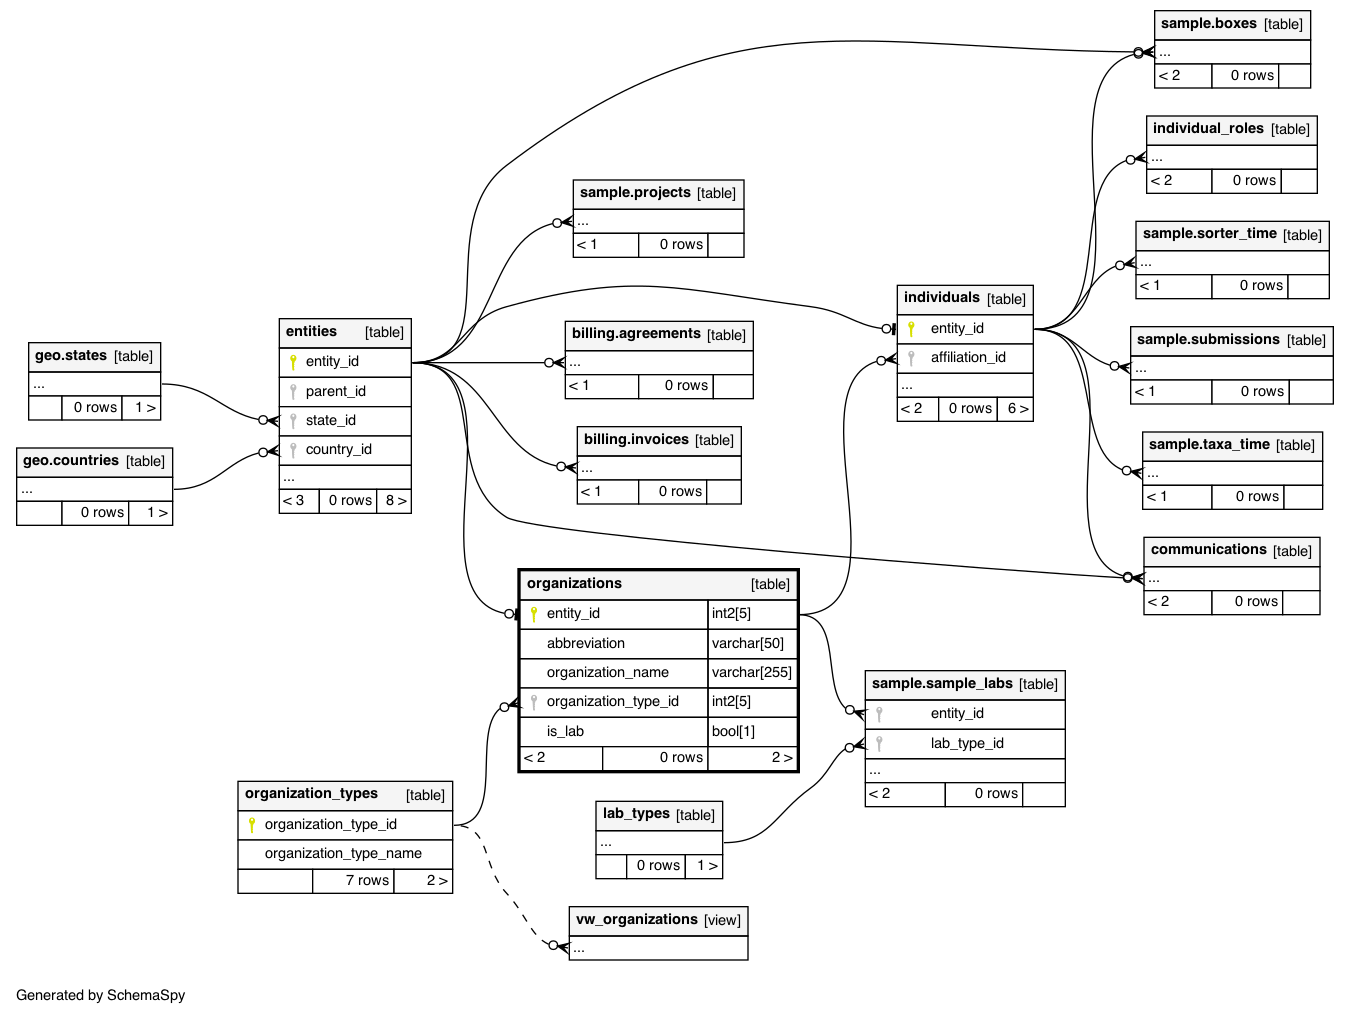 sample.boxes [table]
...
< 2 0 rows
individual_roles [table]
...
< 2 0 rows
sample.projects [table]
...
< 1 0 rows
sample.sorter_time [table]
...
< 1 0 rows
individuals [table]
entity_id
affiliation_id
...
< 2 0 rows 6 >
entities [table]
entity_id
parent_id
state_id
country_id
...
< 3 0 rows 8 >
billing.agreements [table]
...
< 1 0 rows
sample.submissions [table]
...
< 1 0 rows
geo.states [table]
...
0 rows 1 >
billing.invoices [table]
...
< 1 0 rows
sample.taxa_time [table]
...
< 1 0 rows
geo.countries [table]
...
0 rows 1 >
communications [table]
...
< 2 0 rows
organizations [table]
entity_id int2[5]
abbreviation varchar[50]
organization_name varchar[255]
organization_type_id int2[5]
is_lab bool[1]
< 2 0 rows 2 >
sample.sample_labs [table]
entity_id
lab_type_id
...
< 2 0 rows
organization_types [table]
organization_type_id
organization_type_name
7 rows 2 >
lab_types [table]
...
0 rows 1 >
vw_organizations [view]
...
Generated by SchemaSpy